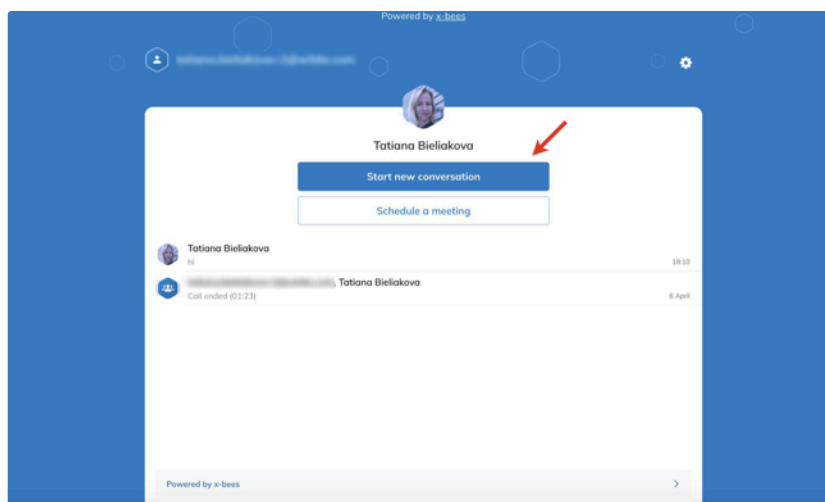 Powered by x-bees
Tatiana Bieliakova
Start new conversation
Schedule a meeting
Tatiana Bieliakova
hi
18:10
, Tatiana Bieliakova
Call ended (01:23)
6 April
Powered by x-bees